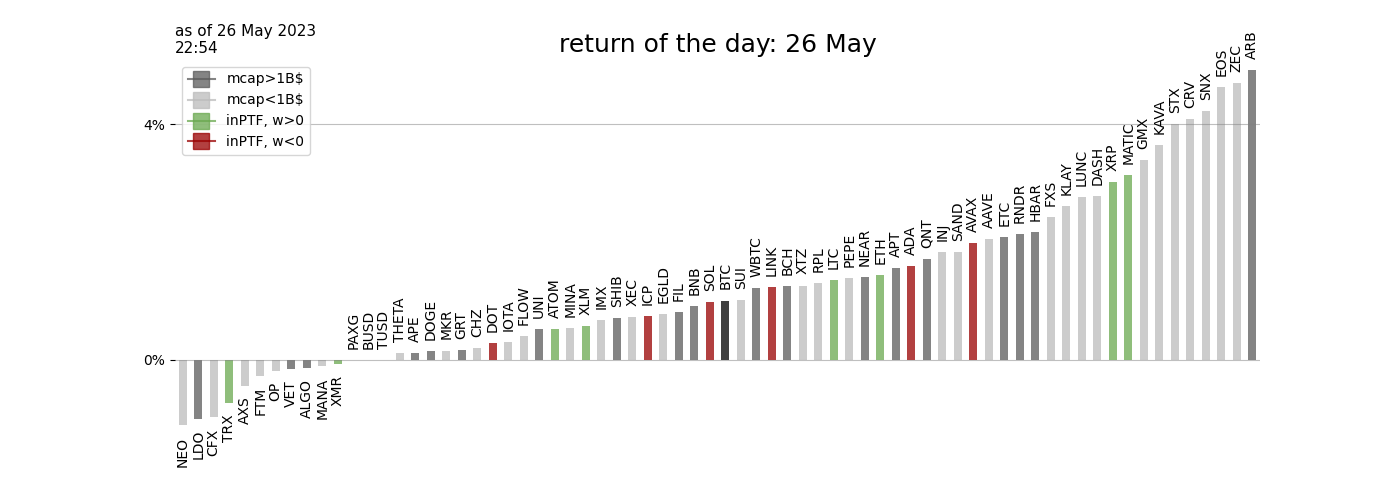 as of 26 May 2023
22:54
return of the day: 26 May
mcap>1B$
mcap<1B$
inPTF, w>0
inPTF, w<0
4%
0%
NEO
LDO
CFX
TRX
AXS
FTM
OP
VET
ALGO
MANA
XMR
PAXG
BUSD
TUSD
THETA
APE
DOGE
MKR
GRT
CHZ
DOT
IOTA
FLOW
UNI
ATOM
MINA
XLM
IMX
SHIB
XEC
ICP
EGLD
FIL
BNB
SOL
BTC
SUI
WBTC
LINK
BCH
XTZ
RPL
LTC
PEPE
NEAR
ETH
APT
ADA
QNT
INJ
SAND
AVAX
AAVE
ETC
RNDR
HBAR
FXS
KLAY
LUNC
DASH
XRP
MATIC
GMX
KAVA
STX
CRV
SNX
EOS
ZEC
ARB